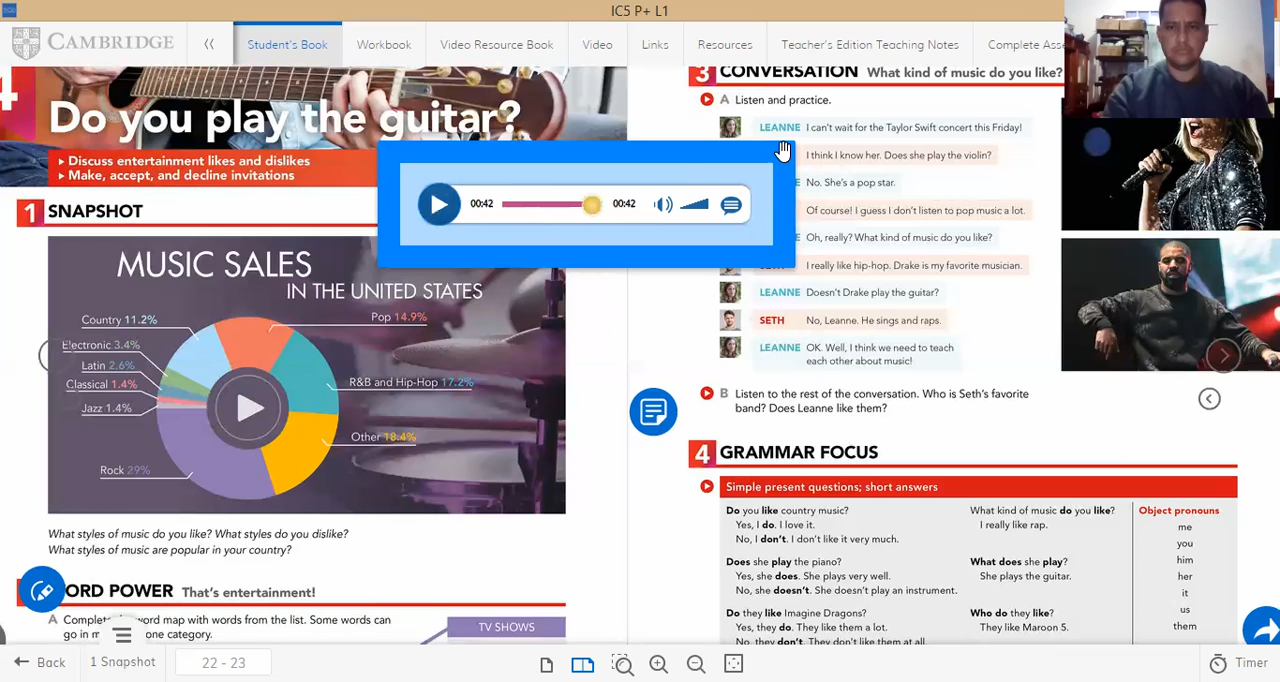 IC5 P+ L1
CAMBRIDGE
Student's Book
Workbook
Video Resource Book
Video
Links
Resources
Teacher's Edition Teaching Notes
Complete Asse
4
Do you play the guitar?
▸ Discuss entertainment likes and dislikes
▸ Make, accept, and decline invitations
1 SNAPSHOT
MUSIC SALES
IN THE UNITED STATES
Country 11.2%
Pop 14.9%
Electronic 3.4%
Latin 2.6%
Classical 1.4%
Jazz 1.4%
R&B and Hip-Hop 17.2%
Other 18.4%
Rock 29%
What styles of music do you like? What styles do you dislike?
What styles of music are popular in your country?
ORD POWER That's entertainment!
A Complet word map with words from the list. Some words can
go in m one category.
TV SHOWS
00:42
00:42
3 CONVERSATION What kind of music do you like?
A Listen and practice.
LEANNE I can't wait for the Taylor Swift concert this Friday!
I think I know her. Does she play the violin?
E No. She's a pop star.
Of course! I guess I don't listen to pop music a lot.
E Oh, really? What kind of music do you like?
SETH I really like hip-hop. Drake is my favorite musician.
LEANNE Doesn't Drake play the guitar?
SETH No, Leanne. He sings and raps.
LEANNE OK. Well, I think we need to teach
each other about music!
B Listen to the rest of the conversation. Who is Seth's favorite
band? Does Leanne like them?
4 GRAMMAR FOCUS
Simple present questions; short answers
Do you like country music?
Yes, I do. I love it.
No, I don't. I don't like it very much.
Does she play the piano?
Yes, she does. She plays very well.
No, she doesn't. She doesn't play an instrument.
Do they like Imagine Dragons?
Yes, they do. They like them a lot.
No, they don't. They don't like them at all.
What kind of music do you like?
I really like rap.
What does she play?
She plays the guitar.
Who do they like?
They like Maroon 5.
Object pronouns
me
you
him
her
it
us
them
Back
1 Snapshot
22 - 23
Timer